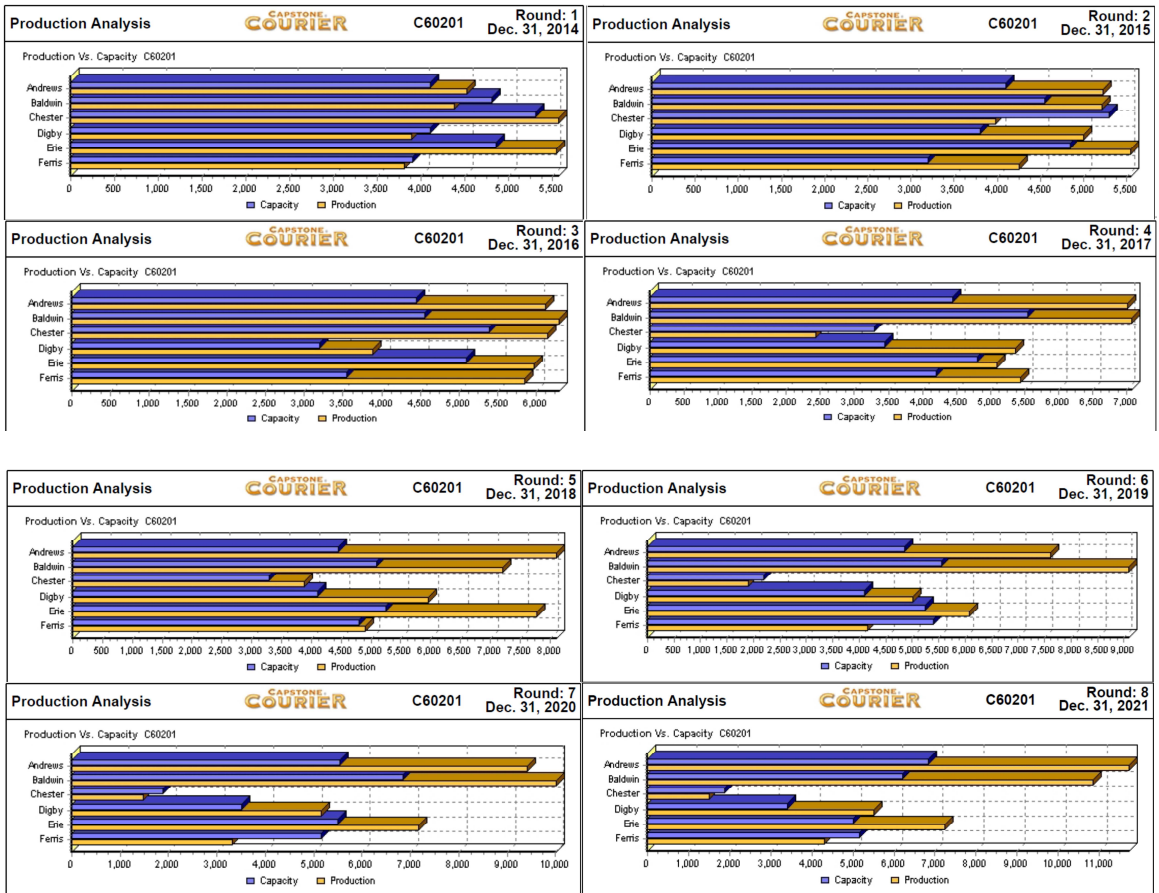 Production Analysis CAPSTONE COURIER C60201 Round: 1
Dec. 31, 2014
Production Vs. Capacity C60201
Andrews
Baldwin
Chester
Digby
Erie
Ferris
0 500 1,000 1,500 2,000 2,500 3,000 3,500 4,000 4,500 5,000 5,500
Capacity Production
Production Analysis CAPSTONE COURIER C60201 Round: 2
Dec. 31, 2015
Production Vs. Capacity C60201
Andrews
Baldwin
Chester
Digby
Erie
Ferris
0 500 1,000 1,500 2,000 2,500 3,000 3,500 4,000 4,500 5,000 5,500
Capacity Production
Production Analysis CAPSTONE COURIER C60201 Round: 3
Dec. 31, 2016
Production Vs. Capacity C60201
Andrews
Baldwin
Chester
Digby
Erie
Ferris
0 500 1,000 1,500 2,000 2,500 3,000 3,500 4,000 4,500 5,000 5,500 6,000
Capacity Production
Production Analysis CAPSTONE COURIER C60201 Round: 4
Dec. 31, 2017
Production Vs. Capacity C60201
Andrews
Baldwin
Chester
Digby
Erie
Ferris
0 500 1,000 1,500 2,000 2,500 3,000 3,500 4,000 4,500 5,000 5,500 6,000 6,500 7,000
Capacity Production
Production Analysis CAPSTONE COURIER C60201 Round: 5
Dec. 31, 2018
Production Vs. Capacity C60201
Andrews
Baldwin
Chester
Digby
Erie
Ferris
0 500 1,000 1,500 2,000 2,500 3,000 3,500 4,000 4,500 5,000 5,500 6,000 6,500 7,000 7,500 8,000
Capacity Production
Production Analysis CAPSTONE COURIER C60201 Round: 6
Dec. 31, 2019
Production Vs. Capacity C60201
Andrews
Baldwin
Chester
Digby
Erie
Ferris
0 500 1,000 1,500 2,000 2,500 3,000 3,500 4,000 4,500 5,000 5,500 6,000 6,500 7,000 7,500 8,000 8,500 9,000
Capacity Production
Production Analysis CAPSTONE COURIER C60201 Round: 7
Dec. 31, 2020
Production Vs. Capacity C60201
Andrews
Baldwin
Chester
Digby
Erie
Ferris
0 1,000 2,000 3,000 4,000 5,000 6,000 7,000 8,000 9,000 10,000
Capacity Production
Production Analysis CAPSTONE COURIER C60201 Round: 8
Dec. 31, 2021
Production Vs. Capacity C60201
Andrews
Baldwin
Chester
Digby
Erie
Ferris
0 1,000 2,000 3,000 4,000 5,000 6,000 7,000 8,000 9,000 10,000 11,000
Capacity Production